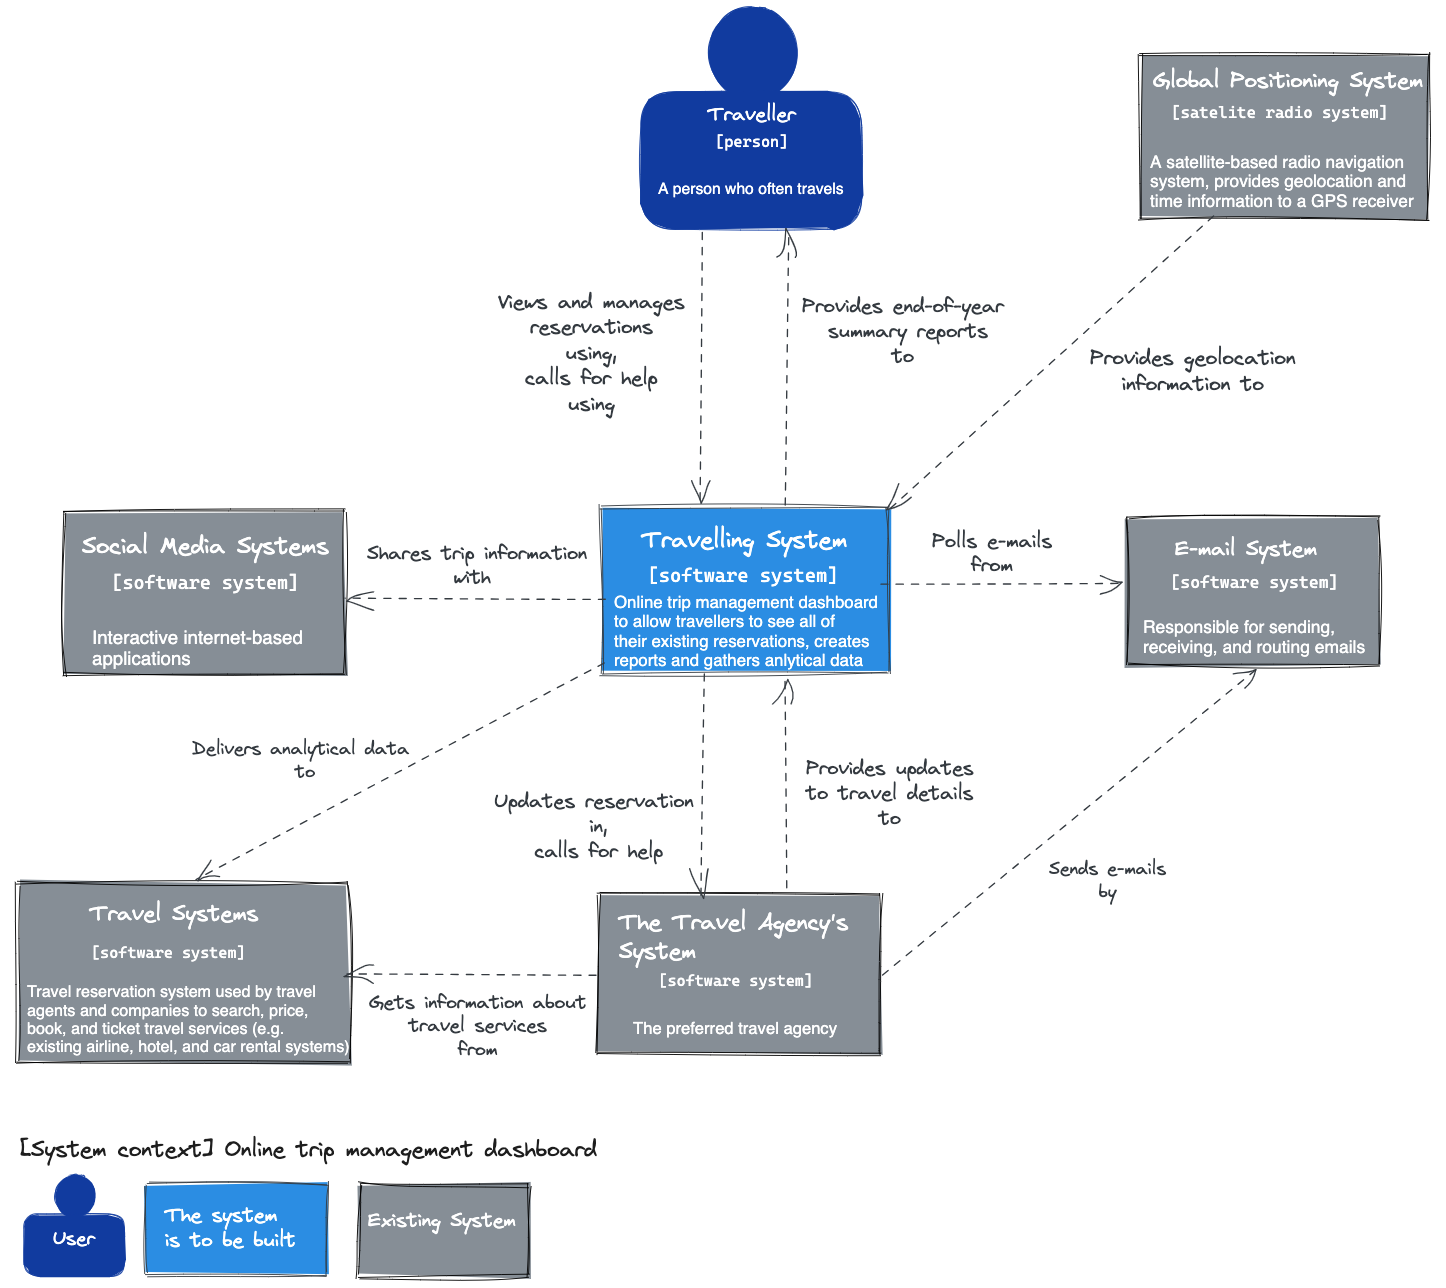 Traveller
[person]
A person who often travels
Global Positioning System
[satelite radio system]
A satellite-based radio navigation
system, provides geolocation and
time information to a GPS receiver
Views and manages
reservations
using,
calls for help
using
Provides end-of-year
summary reports
to
Provides geolocation
information to
Social Media Systems
[software system]
Interactive internet-based
applications
Shares trip information
with
Travelling System
[software system]
Online trip management dashboard
to allow travellers to see all of
their existing reservations, creates
reports and gathers anlytical data
Polls e-mails
from
E-mail System
[software system]
Responsible for sending,
receiving, and routing emails
Delivers analytical data
to
Updates reservation
in,
calls for help
Provides updates
to travel details
to
Sends e-mails
by
Travel Systems
[software system]
Travel reservation system used by travel
agents and companies to search, price,
book, and ticket travel services (e.g.
existing airline, hotel, and car rental systems)
Gets information about
travel services
from
The Travel Agency's
System
[software system]
The preferred travel agency
[System context] Online trip management dashboard
User
The system
is to be built
Existing System